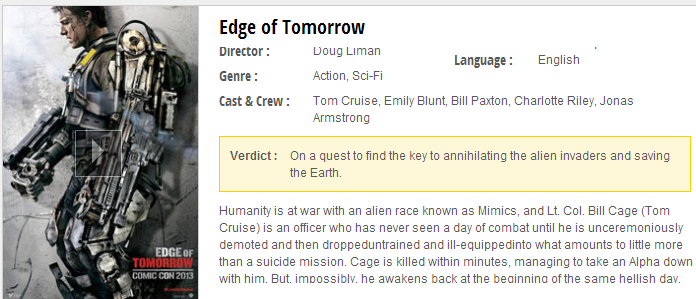 Edge of Tomorrow
Director : Doug Liman
Language : English
Genre : Action, Sci-Fi
Cast & Crew : Tom Cruise, Emily Blunt, Bill Paxton, Charlotte Riley, Jonas
Armstrong
Verdict : On a quest to find the key to annihilating the alien invaders and saving
the Earth.
Humanity is at war with an alien race known as Mimics, and Lt. Col. Bill Cage (Tom
Cruise) is an officer who has never seen a day of combat until he is unceremoniously
demoted and then droppeduntrained and ill-equippedinto what amounts to little more
than a suicide mission. Cage is killed within minutes, managing to take an Alpha down
with him. But, impossibly, he awakens back at the beginning of the same hellish day,
EDGE OF
TOMORROW
COMIC CON 2013